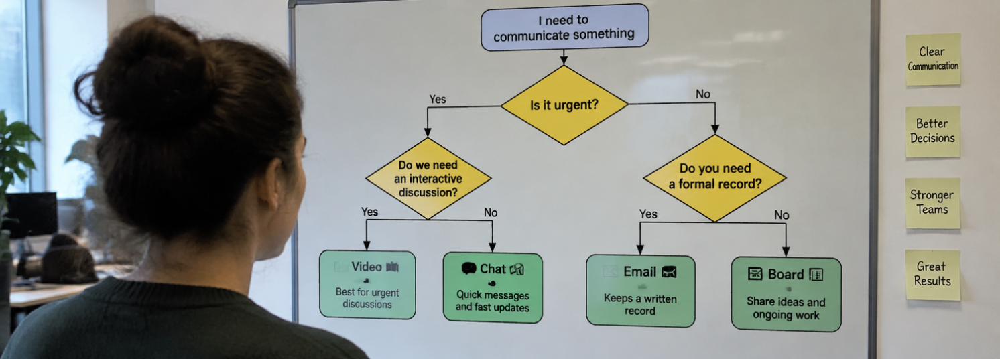 I need to
communicate something
Is it urgent?
Yes
No
Do we need
an interactive
discussion?
Do you need
a formal record?
Yes
No
Yes
No
Video
Best for urgent
discussions
Chat
Quick messages
and fast updates
Email
Keeps a written
record
Board
Share ideas and
ongoing work
Clear
Communication
Better
Decisions
Stronger
Teams
Great
Results